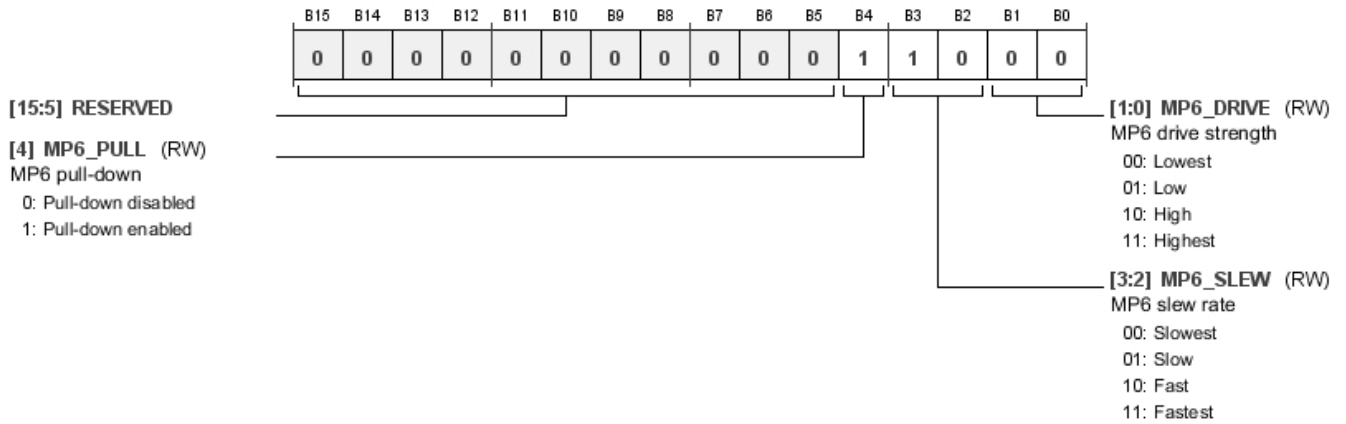 B15 B14 B13 B12 B11 B10 B9 B8 B7 B6 B5 B4 B3 B2 B1 B0
0 0 0 0 0 0 0 0 0 0 0 1 1 0 0 0
[15:5] RESERVED
[4] MP6_PULL (RW)
MP6 pull-down
0: Pull-down disabled
1: Pull-down enabled
[1:0] MP6_DRIVE (RW)
MP6 drive strength
00: Lowest
01: Low
10: High
11: Highest
[3:2] MP6_SLEW (RW)
MP6 slew rate
00: Slowest
01: Slow
10: Fast
11: Fastest